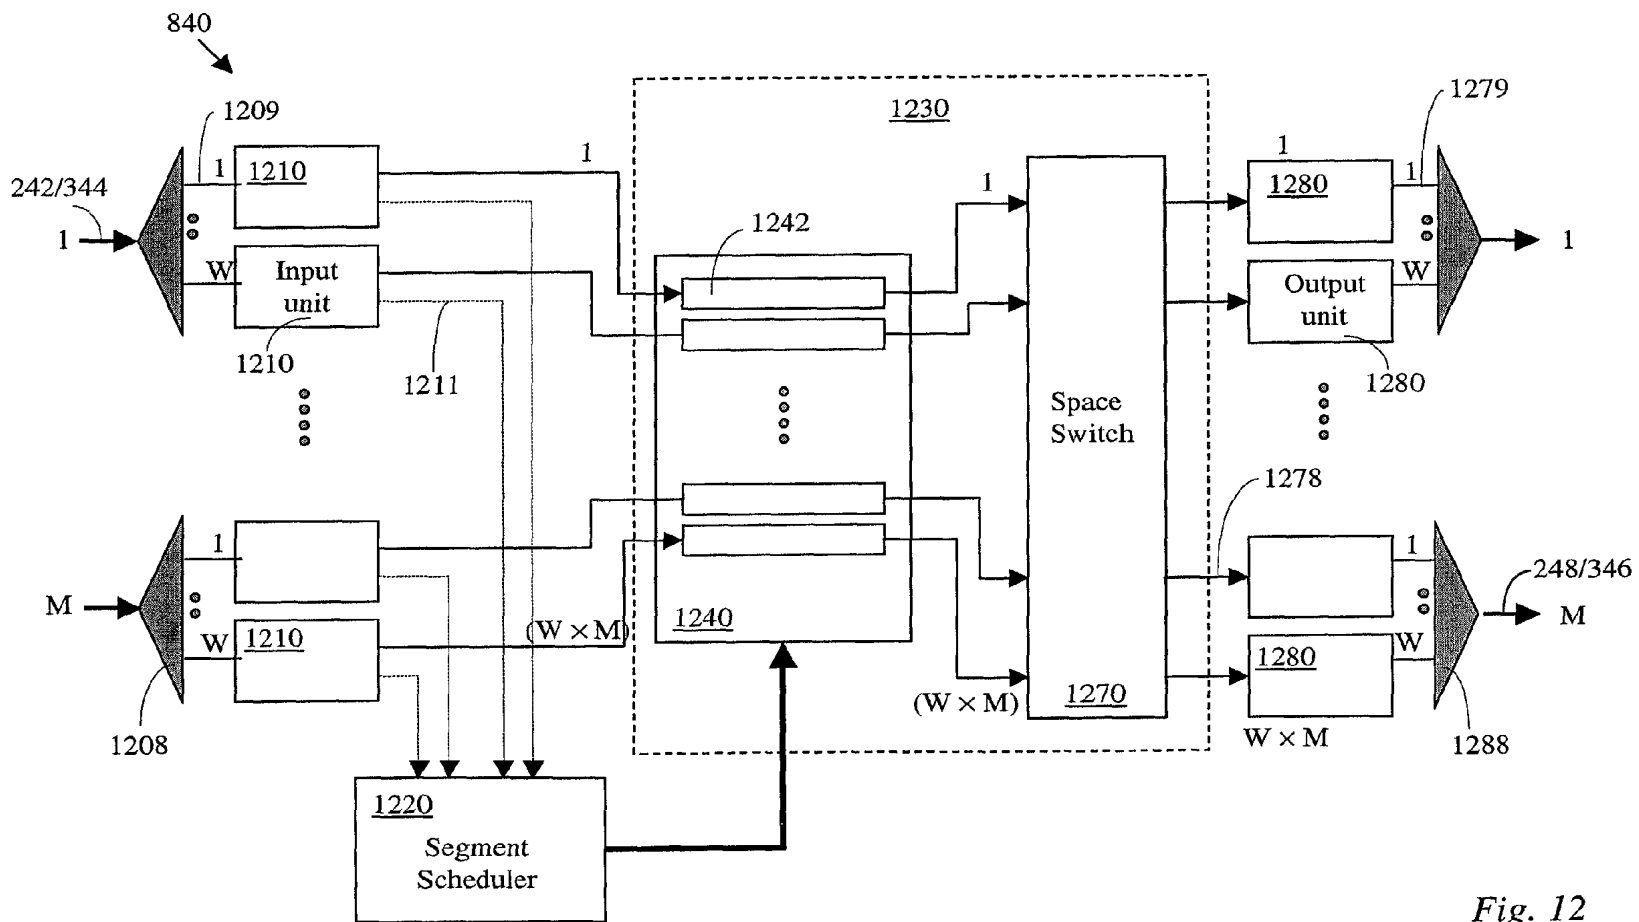 840
1209
1230
1279
1
1210
1
1
1
1280
1
242/344
1
1242
1
W
Input
unit
1210
1211
W
Output
unit
1280
Space
Switch
1278
1
1
248/346
M
W
1210
(W × M)
1240
(W × M)
1270
1280
W
M
1208
W × M
1288
1220
Segment
Scheduler
Fig. 12